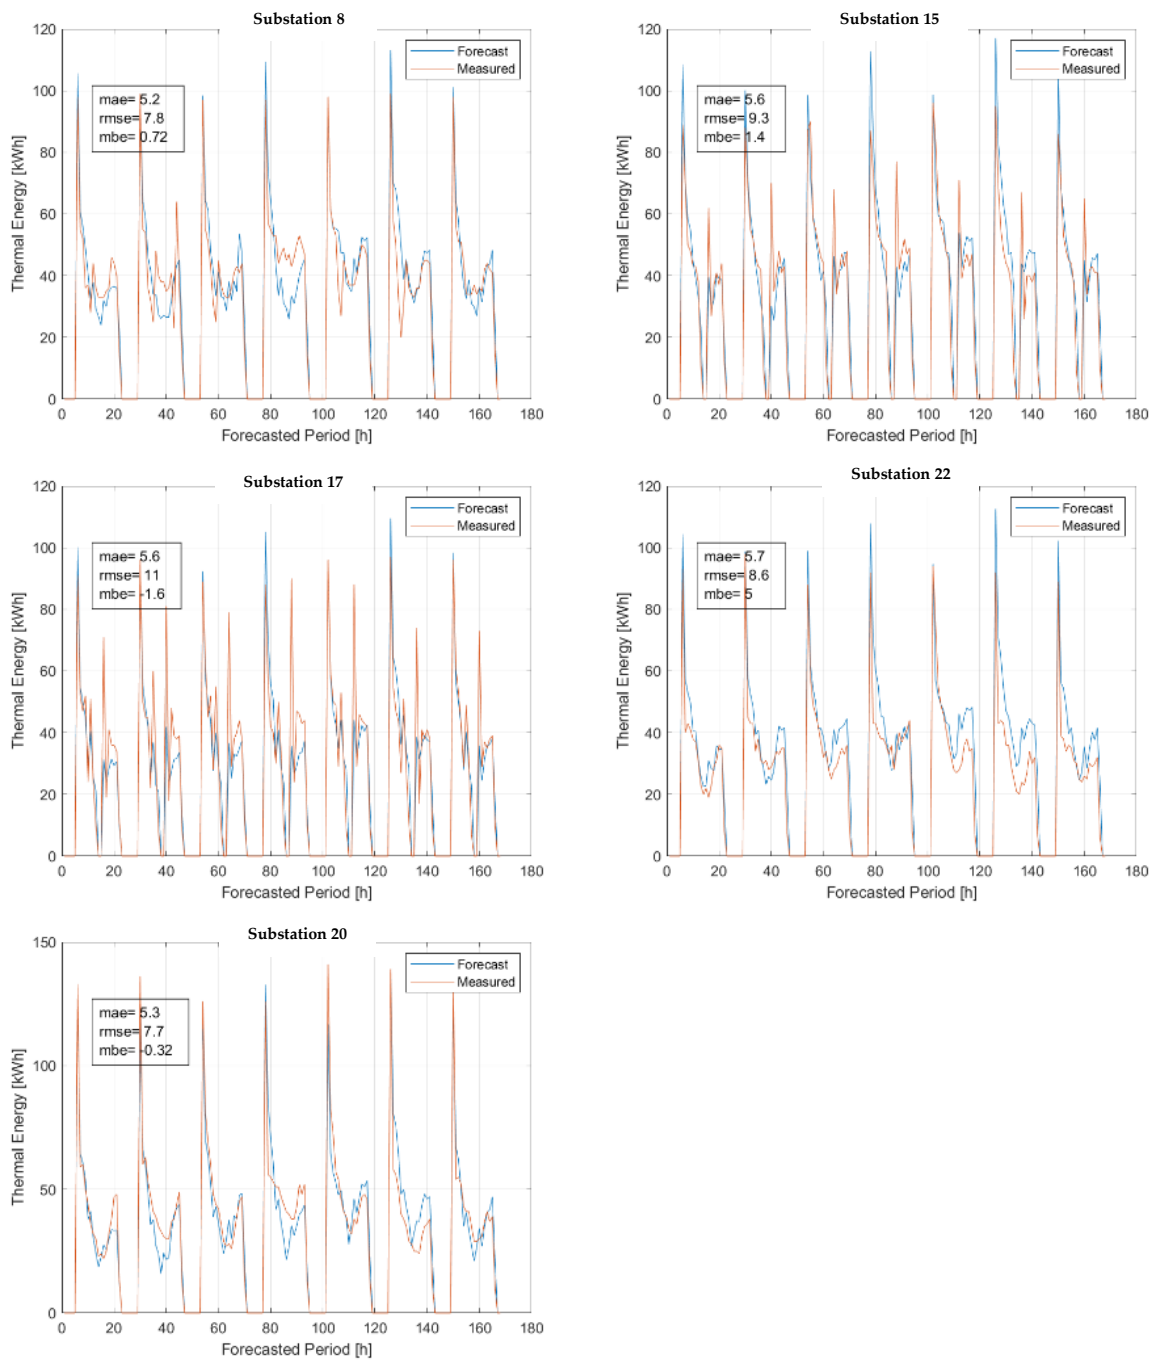 Substation 8
120
100
80
60
40
20
0
Thermal Energy [kWh]
Forecast
Measured
mae= 5.2
rmse= 7.8
mbe= 0.72
0 20 40 60 80 100 120 140 160 180
Forecasted Period [h]
Substation 15
120
100
80
60
40
20
0
Thermal Energy [kWh]
Forecast
Measured
mae= 5.6
rmse= 9.3
mbe= 1.4
0 20 40 60 80 100 120 140 160 180
Forecasted Period [h]
Substation 17
120
100
80
60
40
20
0
Thermal Energy [kWh]
Forecast
Measured
mae= 5.6
rmse= 11
mbe= -1.6
0 20 40 60 80 100 120 140 160 180
Forecasted Period [h]
Substation 22
120
100
80
60
40
20
0
Thermal Energy [kWh]
Forecast
Measured
mae= 5.7
rmse= 8.6
mbe= 5
0 20 40 60 80 100 120 140 160 180
Forecasted Period [h]
Substation 20
150
100
50
0
Thermal Energy [kWh]
Forecast
Measured
mae= 5.3
rmse= 7.7
mbe= -0.32
0 20 40 60 80 100 120 140 160 180
Forecasted Period [h]